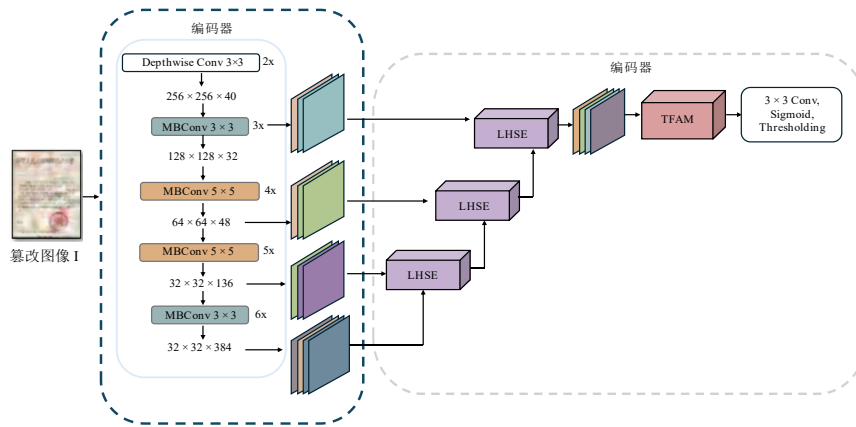 编码器
Depthwise Conv 3×3
2x
256 × 256 × 40
MBConv 3 × 3
3x
128 × 128 × 32
MBConv 5 × 5
4x
64 × 64 × 48
MBConv 5 × 5
5x
32 × 32 × 136
MBConv 3 × 3
6x
32 × 32 × 384
篡改图像 I
编码器
LHSE
LHSE
LHSE
TFAM
3 × 3 Conv,
Sigmoid,
Thresholding